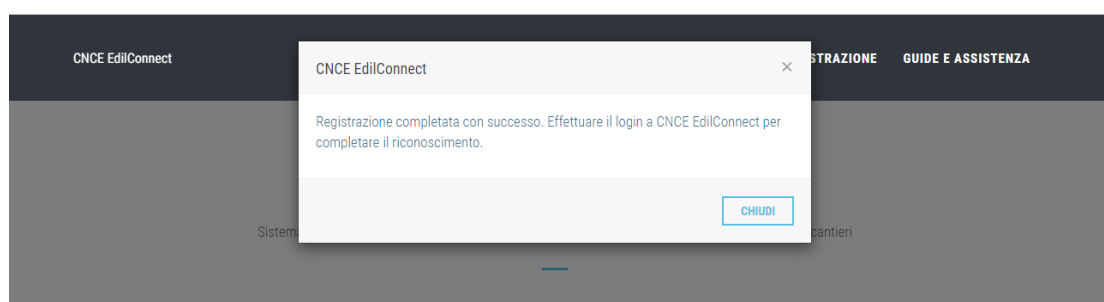 CNCE EdilConnect
CNCE EdilConnect ×
STRAZIONE GUIDE E ASSISTENZA
Registrazione completata con successo. Effettuare il login a CNCE EdilConnect per
completare il riconoscimento.
CHIUDI
Sistem
cantieri